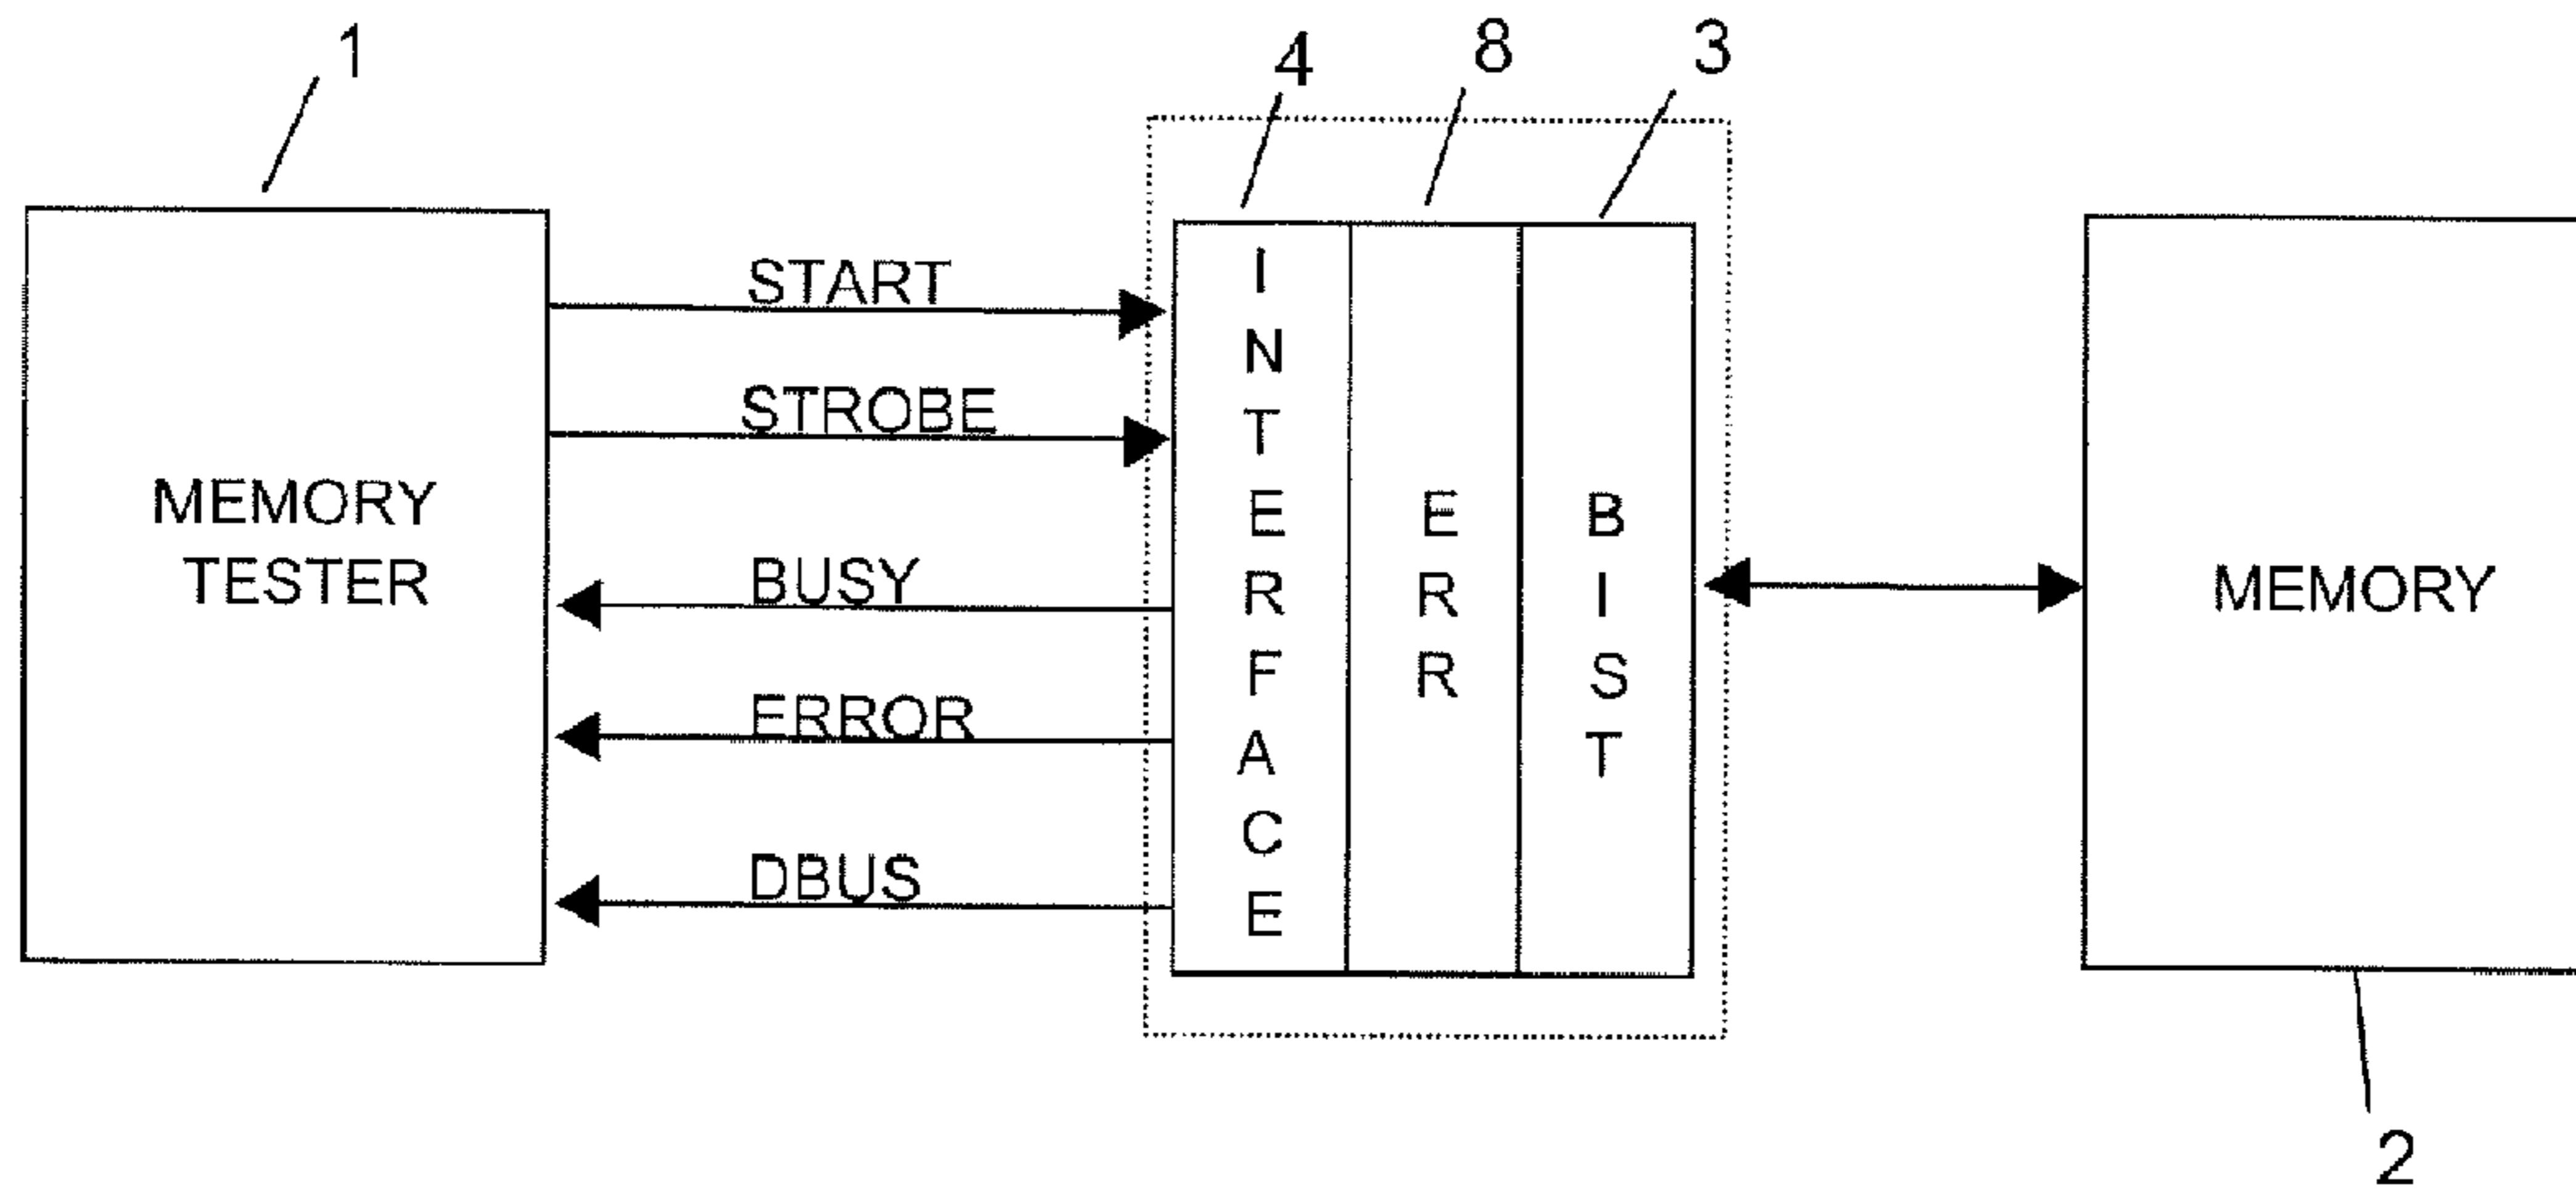 1
4
8
3
START
STROBE
MEMORY
TESTER
BUSY
ERROR
DBUS
INTERFACE
ERR
BIST
MEMORY
2